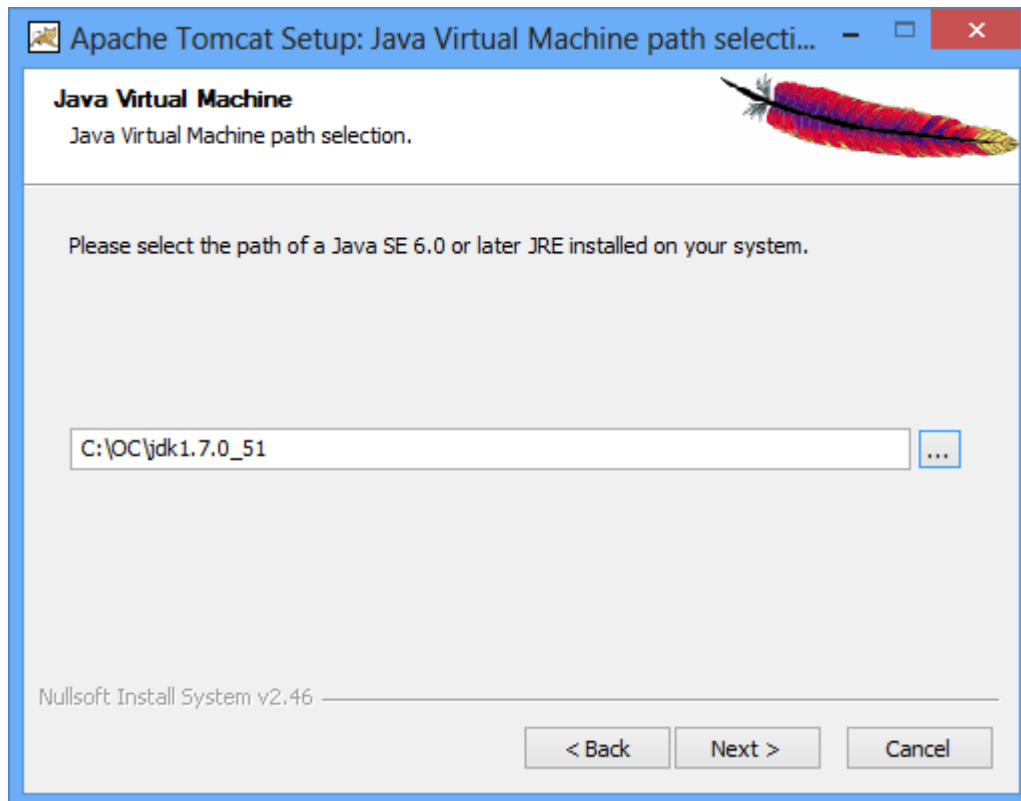 Apache Tomcat Setup: Java Virtual Machine path selecti...
Java Virtual Machine
Java Virtual Machine path selection.
Please select the path of a Java SE 6.0 or later JRE installed on your system.
C:\OC\jdk1.7.0_51
...
Nullsoft Install System v2.46
< Back
Next >
Cancel